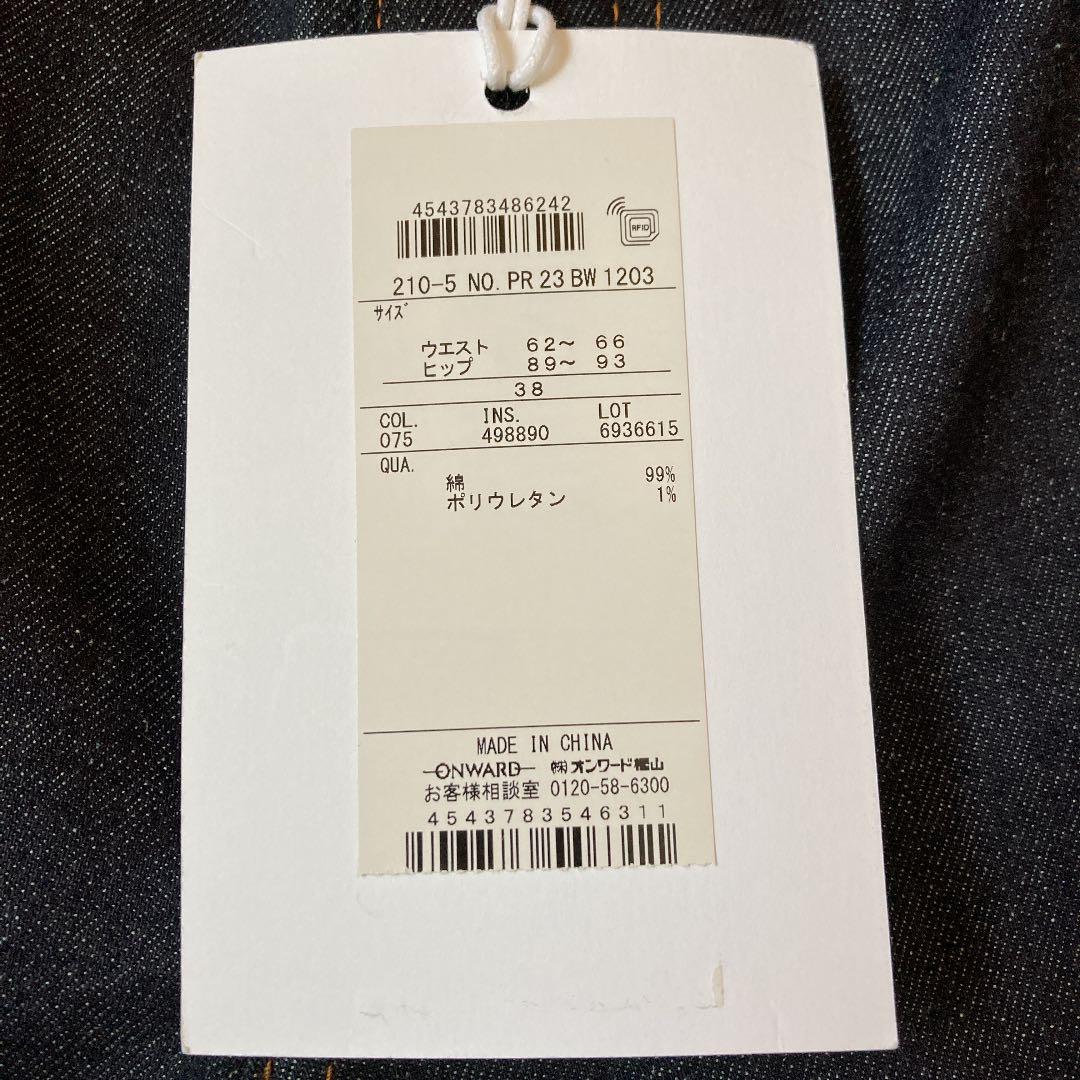 4543783486242
RFID
210-5 NO. PR 23 BW 1203
サイズ
ウエスト 62～ 66
ヒップ 89～ 93
38
COL. INS. LOT
075 498890 6936615
QUA.
綿 99%
ポリウレタン 1%
MADE IN CHINA
ONWARD ㈱オンワード樫山
お客様相談室 0120-58-6300
4543783546311